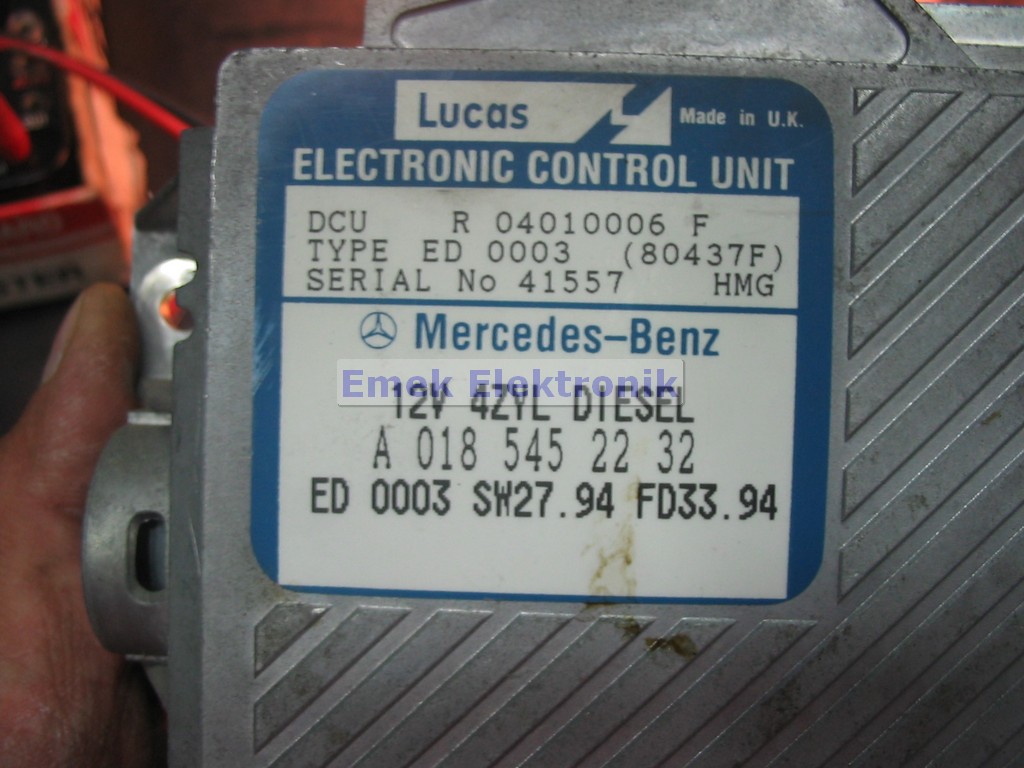 Lucas Made in U.K.
ELECTRONIC CONTROL UNIT
DCU R 04010006 F
TYPE ED 0003 (80437F)
SERIAL No 41557 HMG
Mercedes-Benz
Emek Elektronik
12V 4ZYL DIESEL
A 018 545 22 32
ED 0003 SW27.94 FD33.94